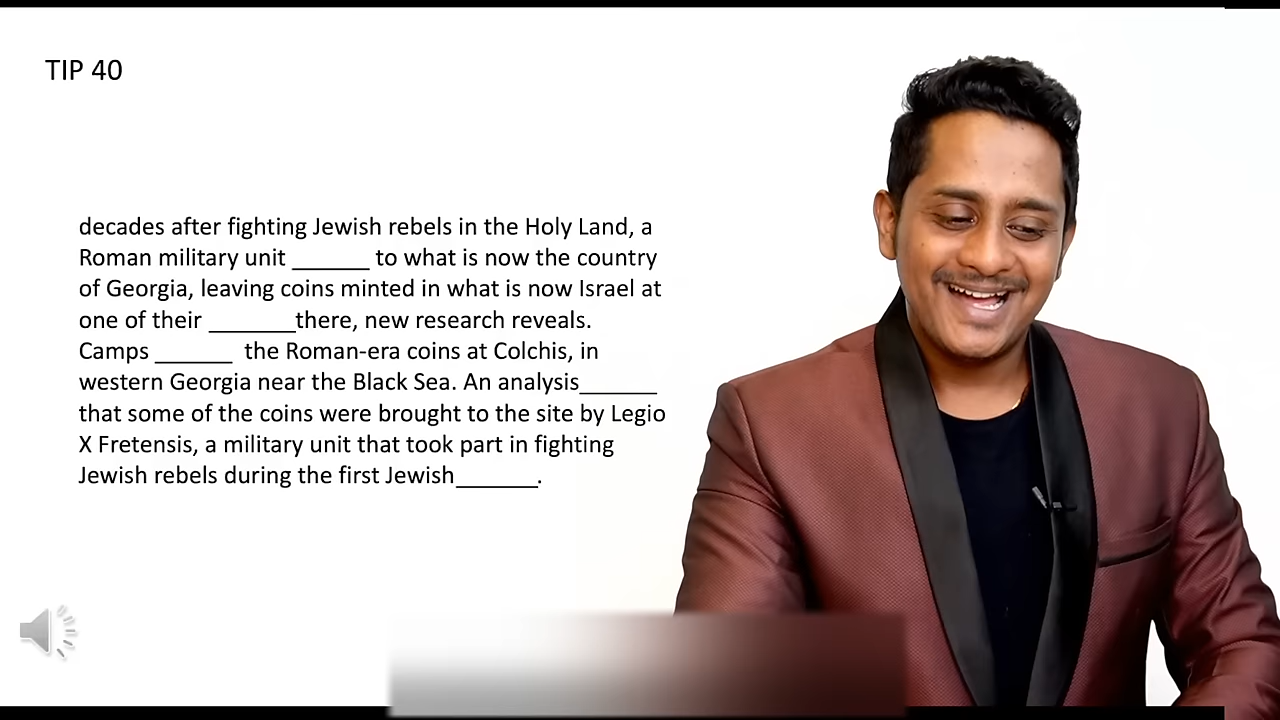 TIP 40
decades after fighting Jewish rebels in the Holy Land, a
Roman military unit ______ to what is now the country
of Georgia, leaving coins minted in what is now Israel at
one of their _______there, new research reveals.
Camps ______ the Roman-era coins at Colchis, in
western Georgia near the Black Sea. An analysis______
that some of the coins were brought to the site by Legio
X Fretensis, a military unit that took part in fighting
Jewish rebels during the first Jewish_______.